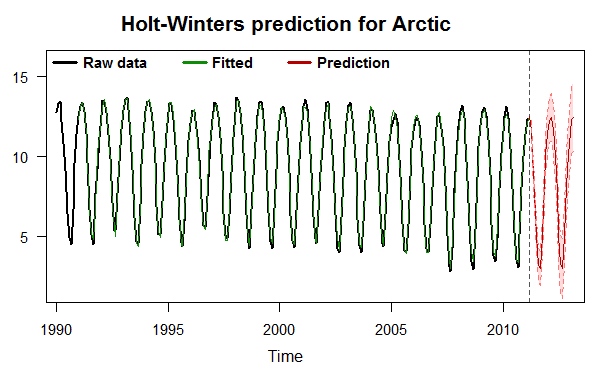 Holt-Winters prediction for Arctic
Raw data Fitted Prediction
15
10
5
1990 1995 2000 2005 2010
Time